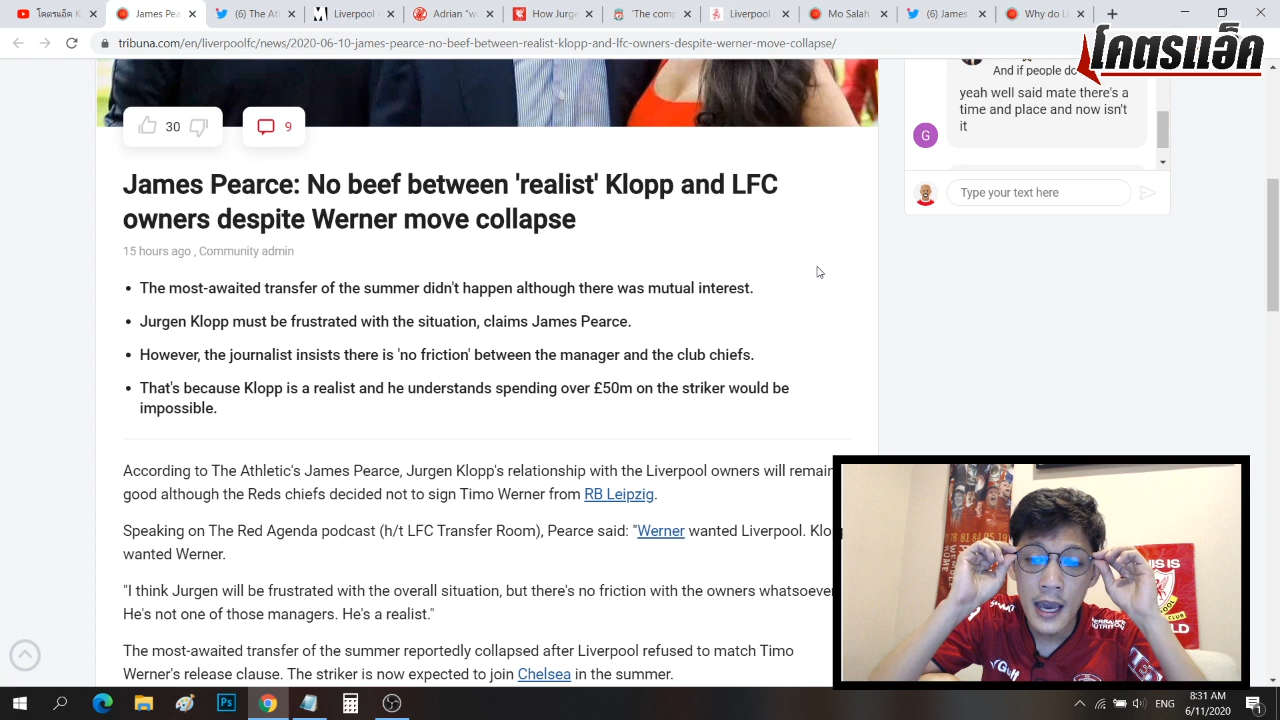 James Pearc
(6) The At
Liverpool
Adrian "w
How Jurge
'The comp
Liverpool
Mo Salah
(6) James
Why do Li
tribuna.com/en/liverpoolfc/news/2020-06-10-james-pearce-no-beef-between-realist-klopp-and-lfc-owners-despite-werner-move-collapse/
โคตรแอ็ค
And if people do
yeah well said mate there's a
time and place and now isn't
it
G
Type your text here
30
9
James Pearce: No beef between 'realist' Klopp and LFC
owners despite Werner move collapse
15 hours ago , Community admin
• The most-awaited transfer of the summer didn't happen although there was mutual interest.
• Jurgen Klopp must be frustrated with the situation, claims James Pearce.
• However, the journalist insists there is 'no friction' between the manager and the club chiefs.
• That's because Klopp is a realist and he understands spending over £50m on the striker would be
impossible.
According to The Athletic's James Pearce, Jurgen Klopp's relationship with the Liverpool owners will remain
good although the Reds chiefs decided not to sign Timo Werner from RB Leipzig.
Speaking on The Red Agenda podcast (h/t LFC Transfer Room), Pearce said: "Werner wanted Liverpool. Klop
wanted Werner.
"I think Jurgen will be frustrated with the overall situation, but there's no friction with the owners whatsoever
He's not one of those managers. He's a realist."
The most-awaited transfer of the summer reportedly collapsed after Liverpool refused to match Timo
Werner's release clause. The striker is now expected to join Chelsea in the summer.
THIS IS
Ps
ENG
8:31 AM
6/11/2020
1